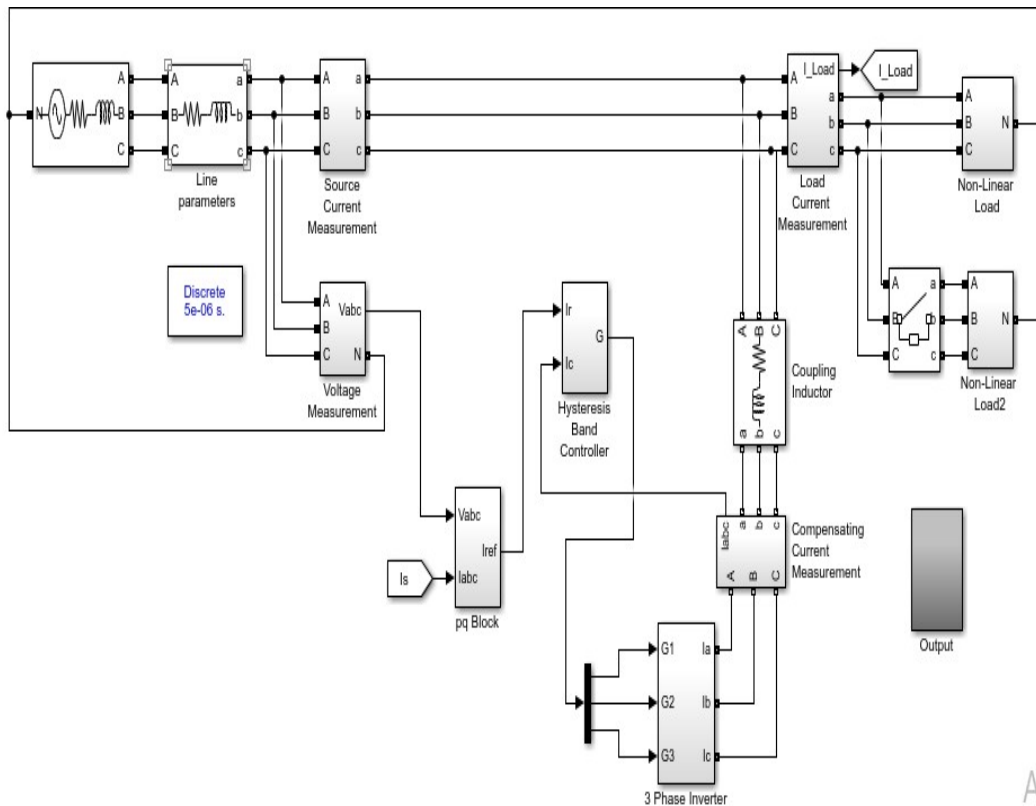 N
A
B
C
A
B
C
a
b
c
Line
parameters
A
B
C
a
b
c
Source
Current
Measurement
A
B
C
I_Load
a
b
c
Load
Current
Measurement
I_Load
A
B
C
N
Non-Linear
Load
Discrete
5e-06 s.
A
B
C
Vabc
N
Voltage
Measurement
Ir
Ic
G
Hysteresis
Band
Controller
A
B
C
a
b
c
Coupling
Inductor
A
B
C
a
b
c
A
B
C
N
Non-Linear
Load2
Is
Vabc
Iabc
Iref
pq Block
Iabc
a
b
c
A
B
C
Compensating
Current
Measurement
Output
G1
G2
G3
Ia
Ib
Ic
3 Phase Inverter
A